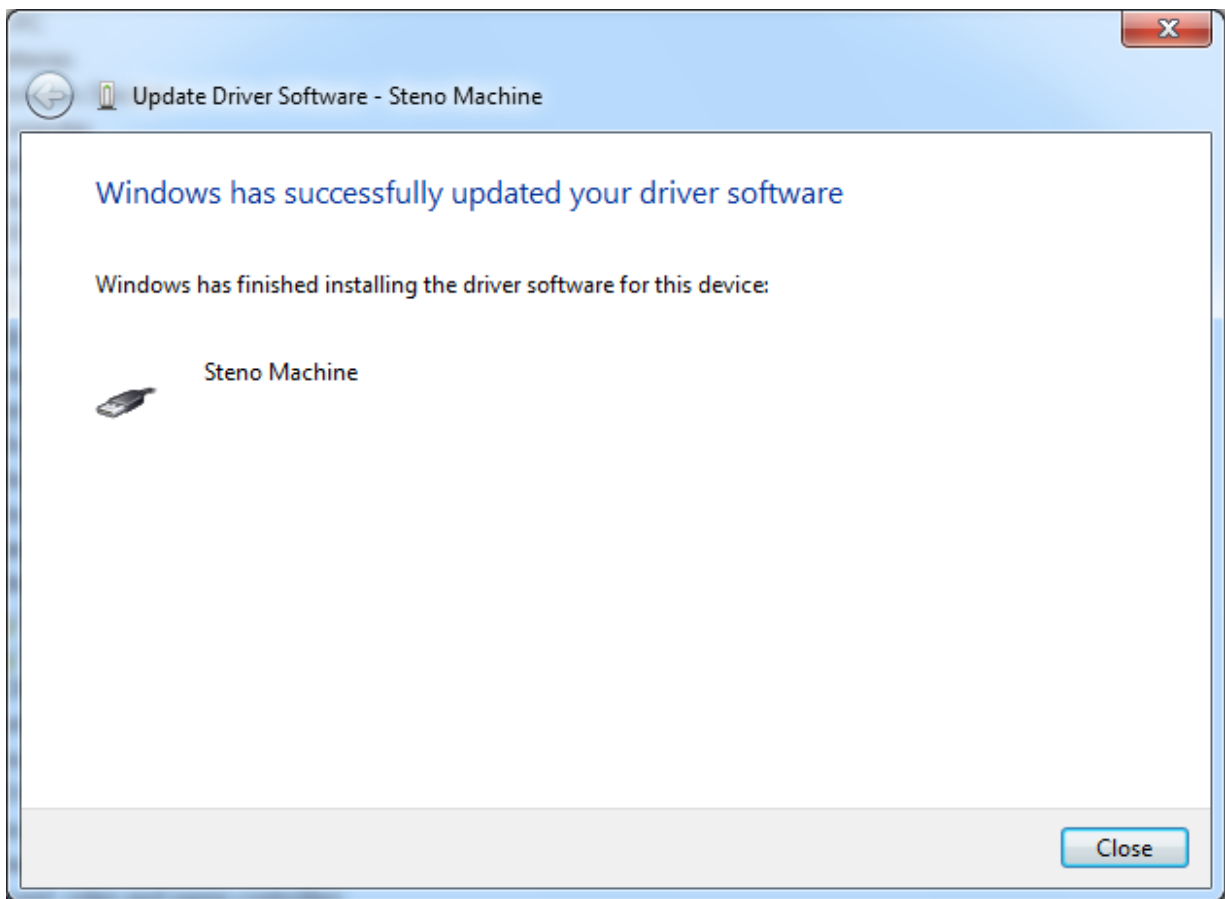 Update Driver Software - Steno Machine
Windows has successfully updated your driver software
Windows has finished installing the driver software for this device:
Steno Machine
Close